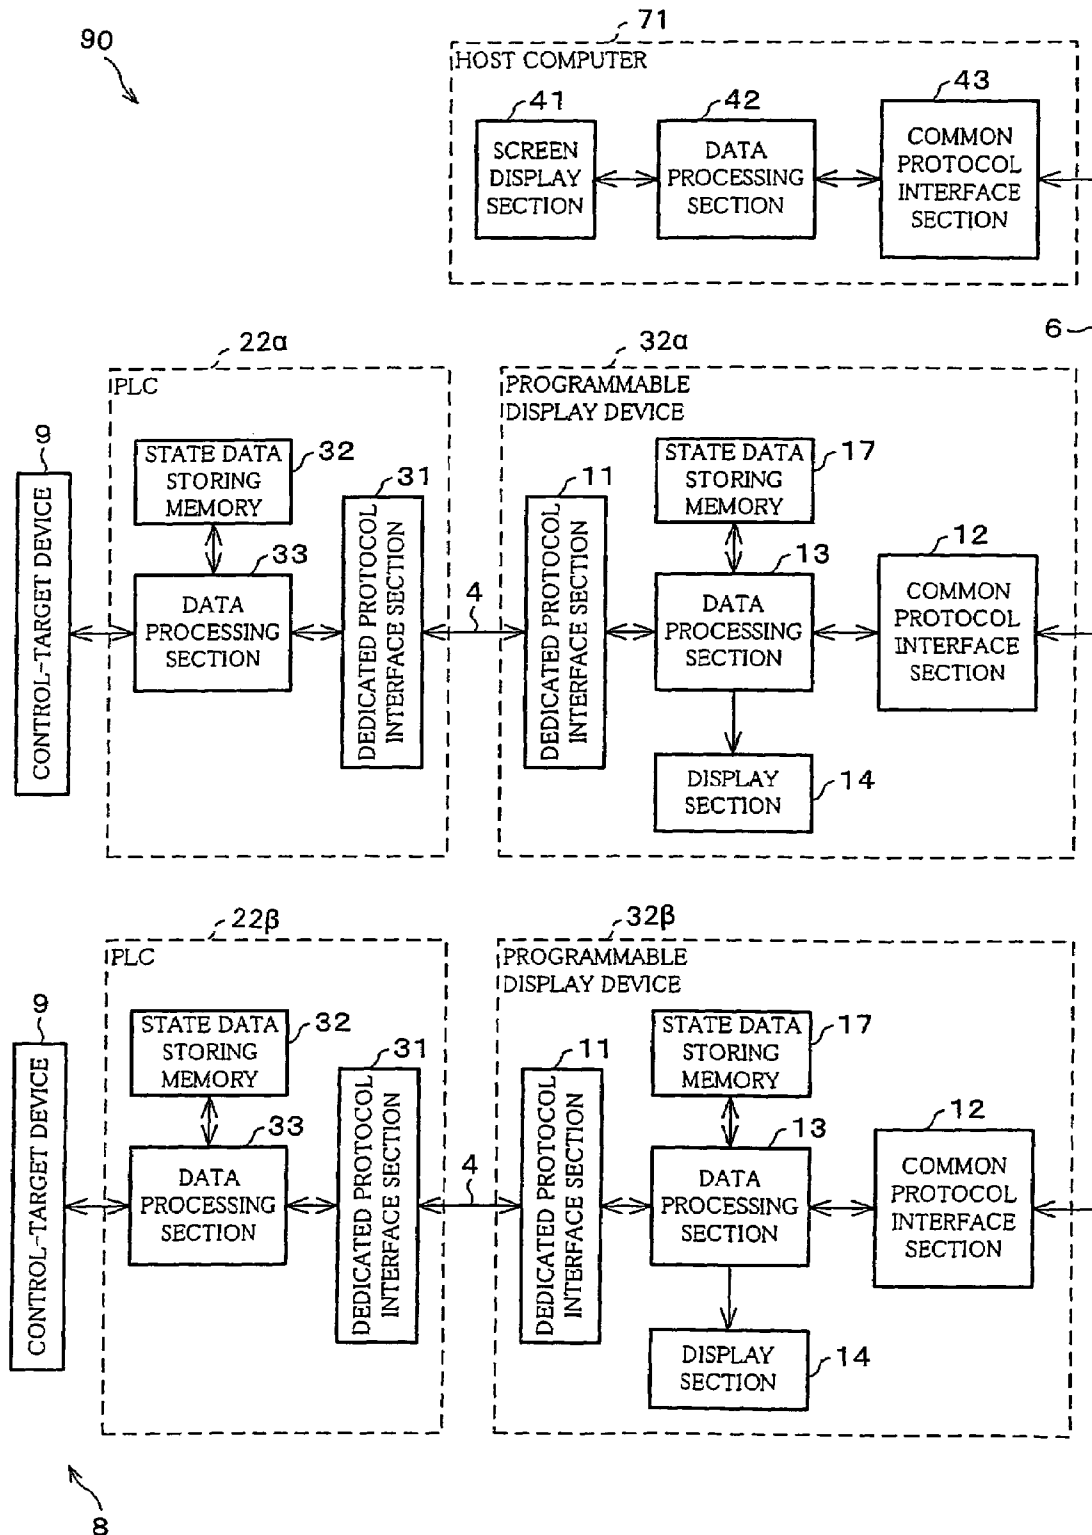 90
71
HOST COMPUTER
41
42
43
SCREEN
DISPLAY
SECTION
DATA
PROCESSING
SECTION
COMMON
PROTOCOL
INTERFACE
SECTION
6
22α
32α
PLC
PROGRAMMABLE
DISPLAY DEVICE
9
CONTROL-TARGET DEVICE
STATE DATA
STORING
MEMORY
32
33
DATA
PROCESSING
SECTION
31
DEDICATED PROTOCOL
INTERFACE SECTION
4
11
DEDICATED PROTOCOL
INTERFACE SECTION
STATE DATA
STORING
MEMORY
17
13
DATA
PROCESSING
SECTION
12
COMMON
PROTOCOL
INTERFACE
SECTION
DISPLAY
SECTION
14
22β
32β
PLC
PROGRAMMABLE
DISPLAY DEVICE
9
CONTROL-TARGET DEVICE
STATE DATA
STORING
MEMORY
32
33
DATA
PROCESSING
SECTION
31
DEDICATED PROTOCOL
INTERFACE SECTION
4
11
DEDICATED PROTOCOL
INTERFACE SECTION
STATE DATA
STORING
MEMORY
17
13
DATA
PROCESSING
SECTION
12
COMMON
PROTOCOL
INTERFACE
SECTION
DISPLAY
SECTION
14
8